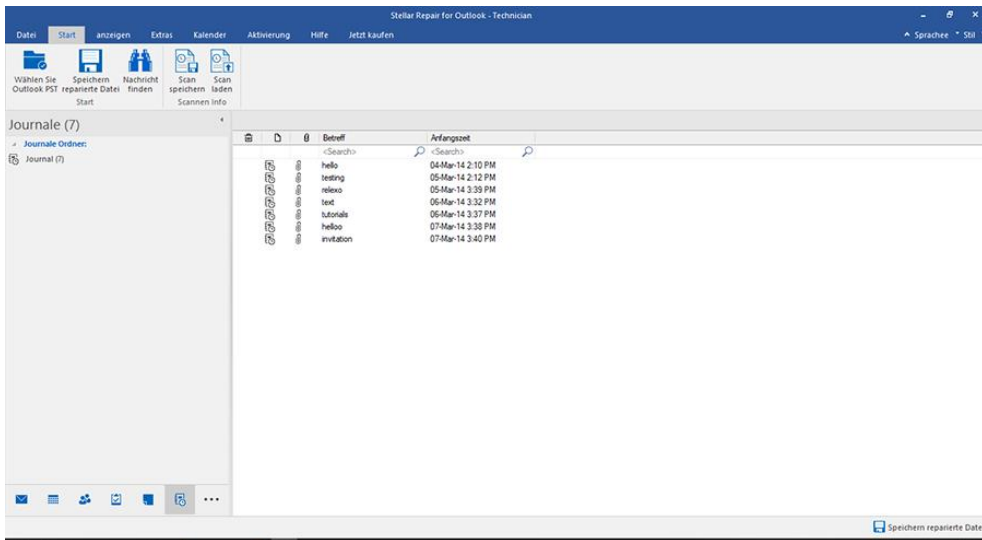 Stellar Repair for Outlook - Technician
Datei Start anzeigen Extras Kalender Aktivierung Hilfe Jetzt kaufen Sprachee Stil
Wählen Sie Speichern Nachricht Scan Scan
Outlook PST reparierte Datei finden speichern laden
Start Scannen Info
Journale (7)
Journale Ordner:
Journal (7)
Betreff Anfangszeit
<Search> <Search>
hello 04-Mar-14 2:10 PM
testing 05-Mar-14 2:12 PM
relexo 05-Mar-14 3:39 PM
text 06-Mar-14 3:32 PM
tutorials 06-Mar-14 3:37 PM
helloo 07-Mar-14 3:38 PM
invitation 07-Mar-14 3:40 PM
Speichern reparierte Date